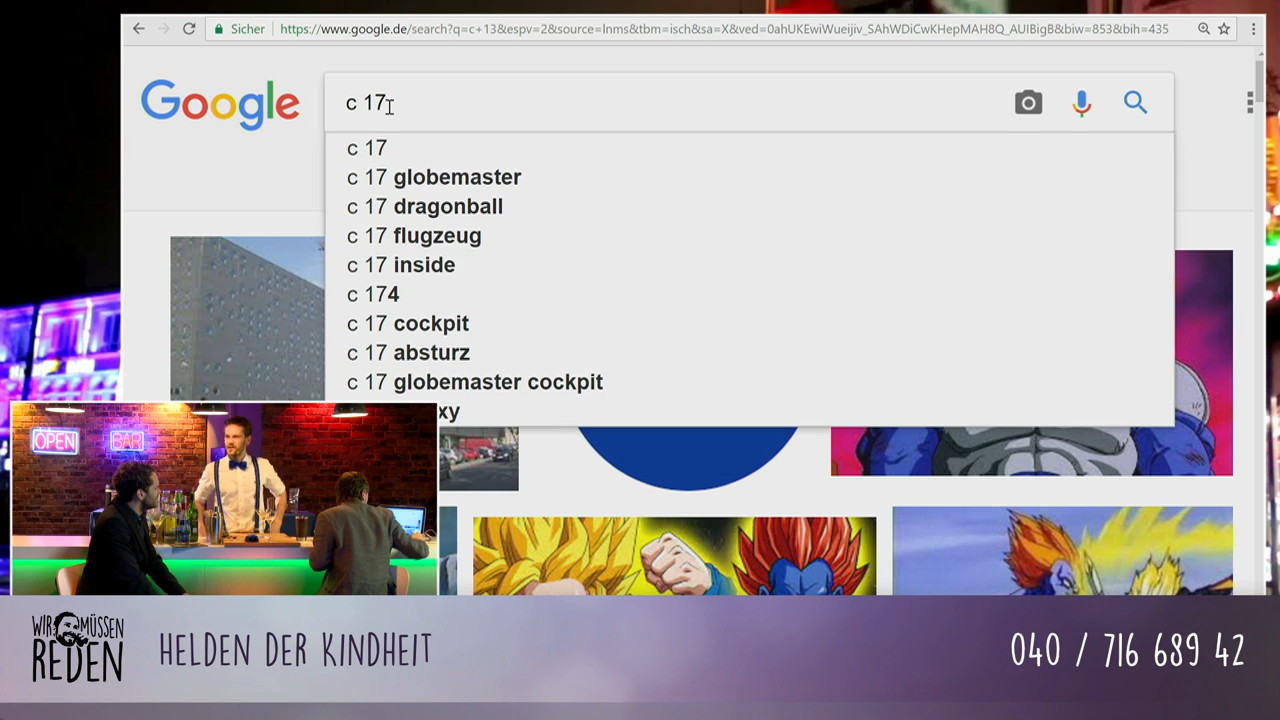 Sicher
https://www.google.de/search?q=c+13&espv=2&source=lnms&tbm=isch&sa=X&ved=0ahUKEwiWueijiv_SAhWDiCwKHepMAH8Q_AUIBigB&biw=853&bih=435
Google
c 17
c 17
c 17 globemaster
c 17 dragonball
c 17 flugzeug
c 17 inside
c 174
c 17 cockpit
c 17 absturz
c 17 globemaster cockpit
xy
OPEN
BAR
WIR MÜSSEN
REDEN
HELDEN DER KINDHEIT
040 / 716 689 42